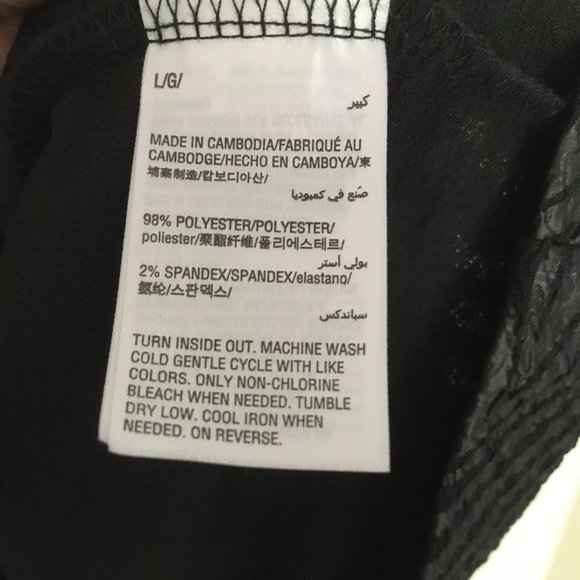 L/G/
كبير
MADE IN CAMBODIA/FABRIQUÉ AU
CAMBODGE/HECHO EN CAMBOYA/柬
埔寨制造/캄보디아산/
صنع في كمبوديا
98% POLYESTER/POLYESTER/
poliester/聚酯纤维/폴리에스테르/
بولي أستر
2% SPANDEX/SPANDEX/elastano/
氨纶/스판덱스/
سباندكس
TURN INSIDE OUT. MACHINE WASH
COLD GENTLE CYCLE WITH LIKE
COLORS. ONLY NON-CHLORINE
BLEACH WHEN NEEDED. TUMBLE
DRY LOW. COOL IRON WHEN
NEEDED. ON REVERSE.